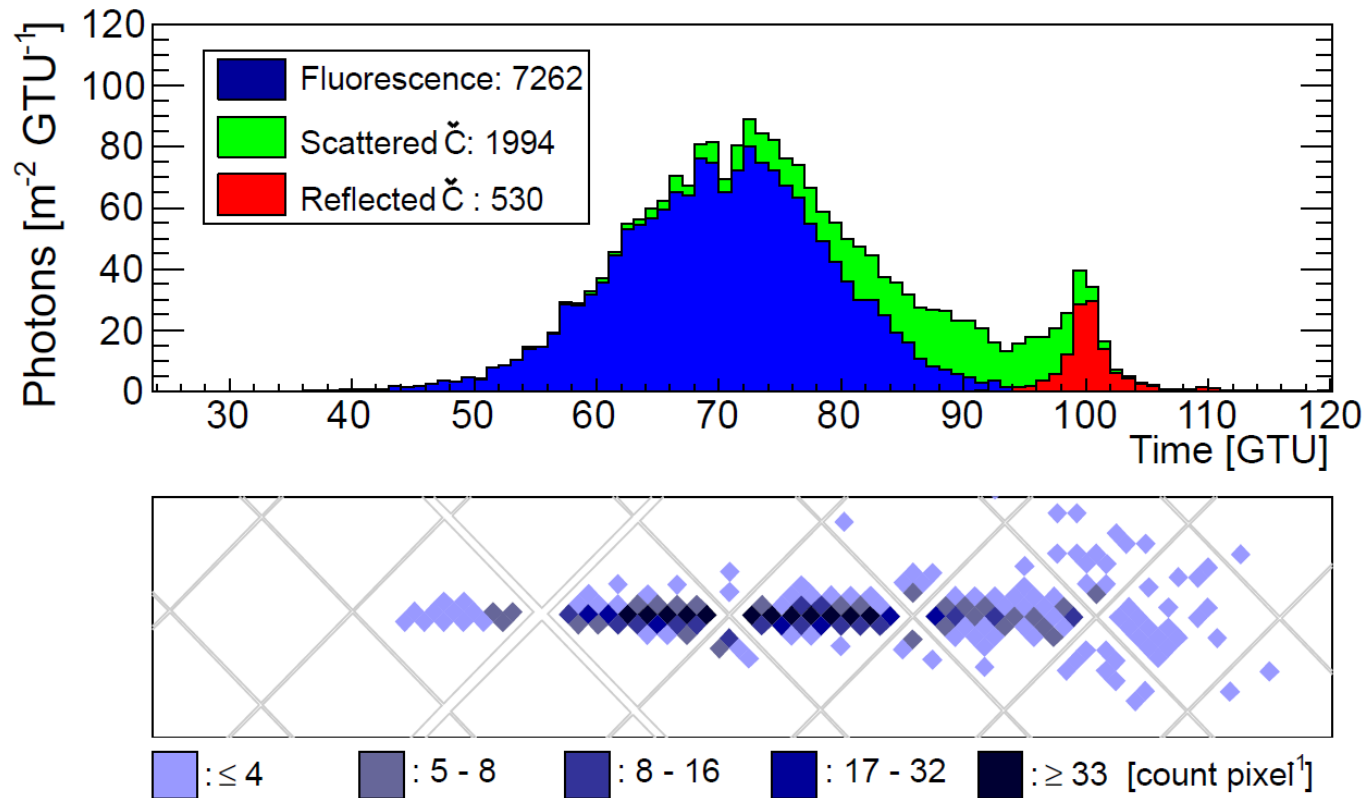 120
100
80
60
40
20
0
Photons [m⁻² GTU⁻¹]
Fluorescence: 7262
Scattered Č: 1994
Reflected Č : 530
30 40 50 60 70 80 90 100 110 120
Time [GTU]
: ≤ 4 : 5 - 8 : 8 - 16 : 17 - 32 : ≥ 33 [count pixel¹]